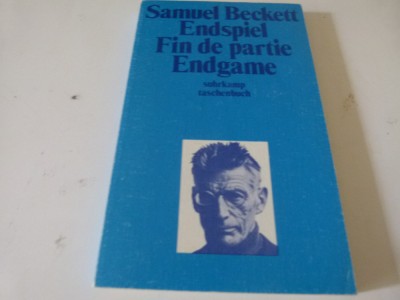 Samuel Beckett
Endspiel
Fin de partie
Endgame
suhrkamp
taschenbuch